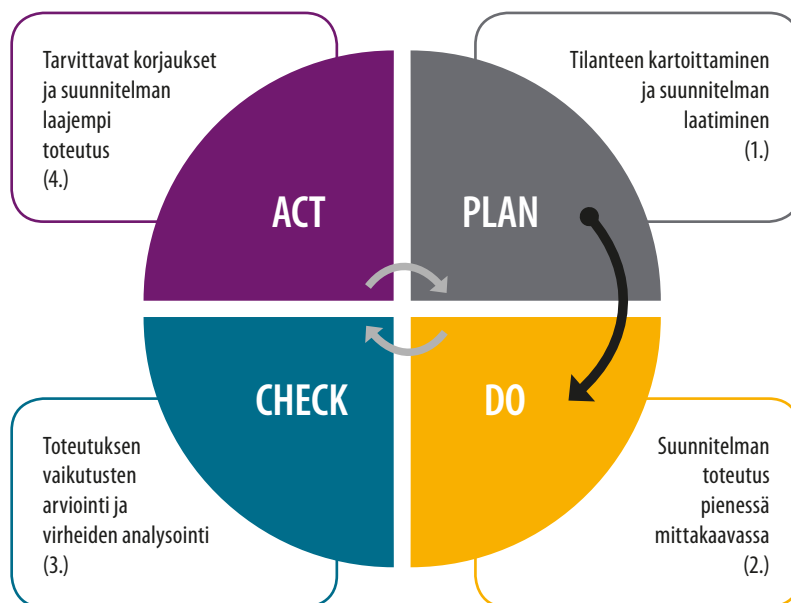 Tarvittavat korjaukset
ja suunnitelman
laajempi
toteutus
(4.)
Tilanteen kartoittaminen
ja suunnitelman
laatiminen
(1.)
ACT
PLAN
CHECK
DO
Toteutuksen
vaikutusten
arviointi ja
virheiden analysointi
(3.)
Suunnitelman
toteutus
pienessä
mittakaavassa
(2.)